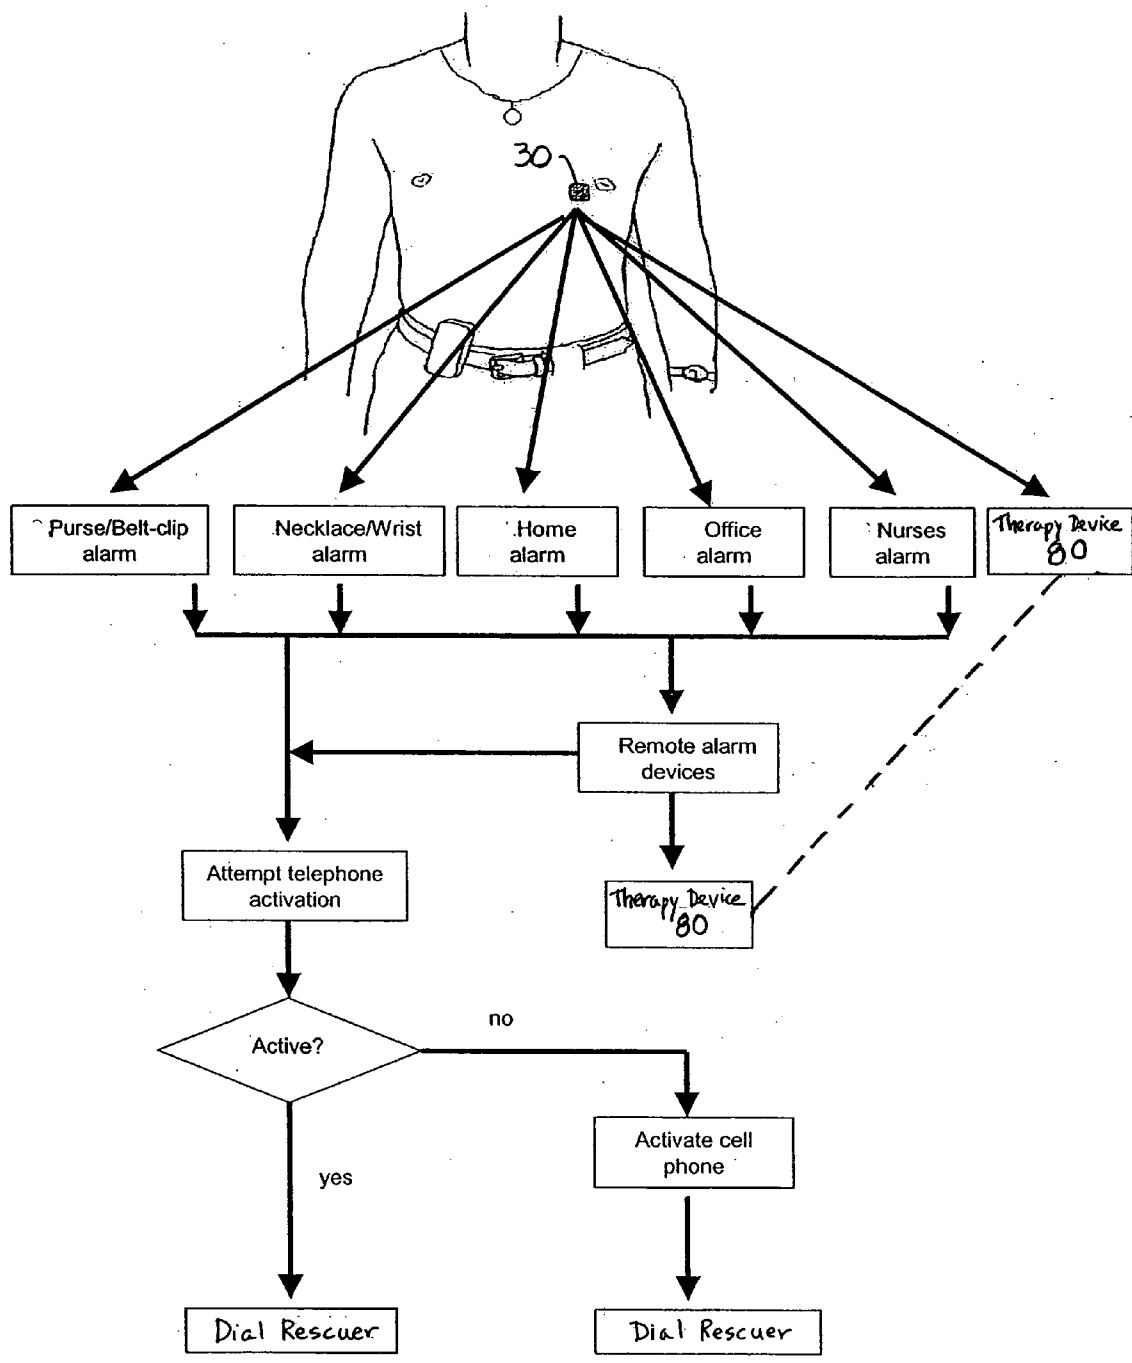 30
Purse/Belt-clip
alarm
Necklace/Wrist
alarm
Home
alarm
Office
alarm
Nurses
alarm
Therapy Device
80
Remote alarm
devices
Attempt telephone
activation
Therapy Device
80
no
Active?
Activate cell
phone
yes
Dial Rescuer
Dial Rescuer